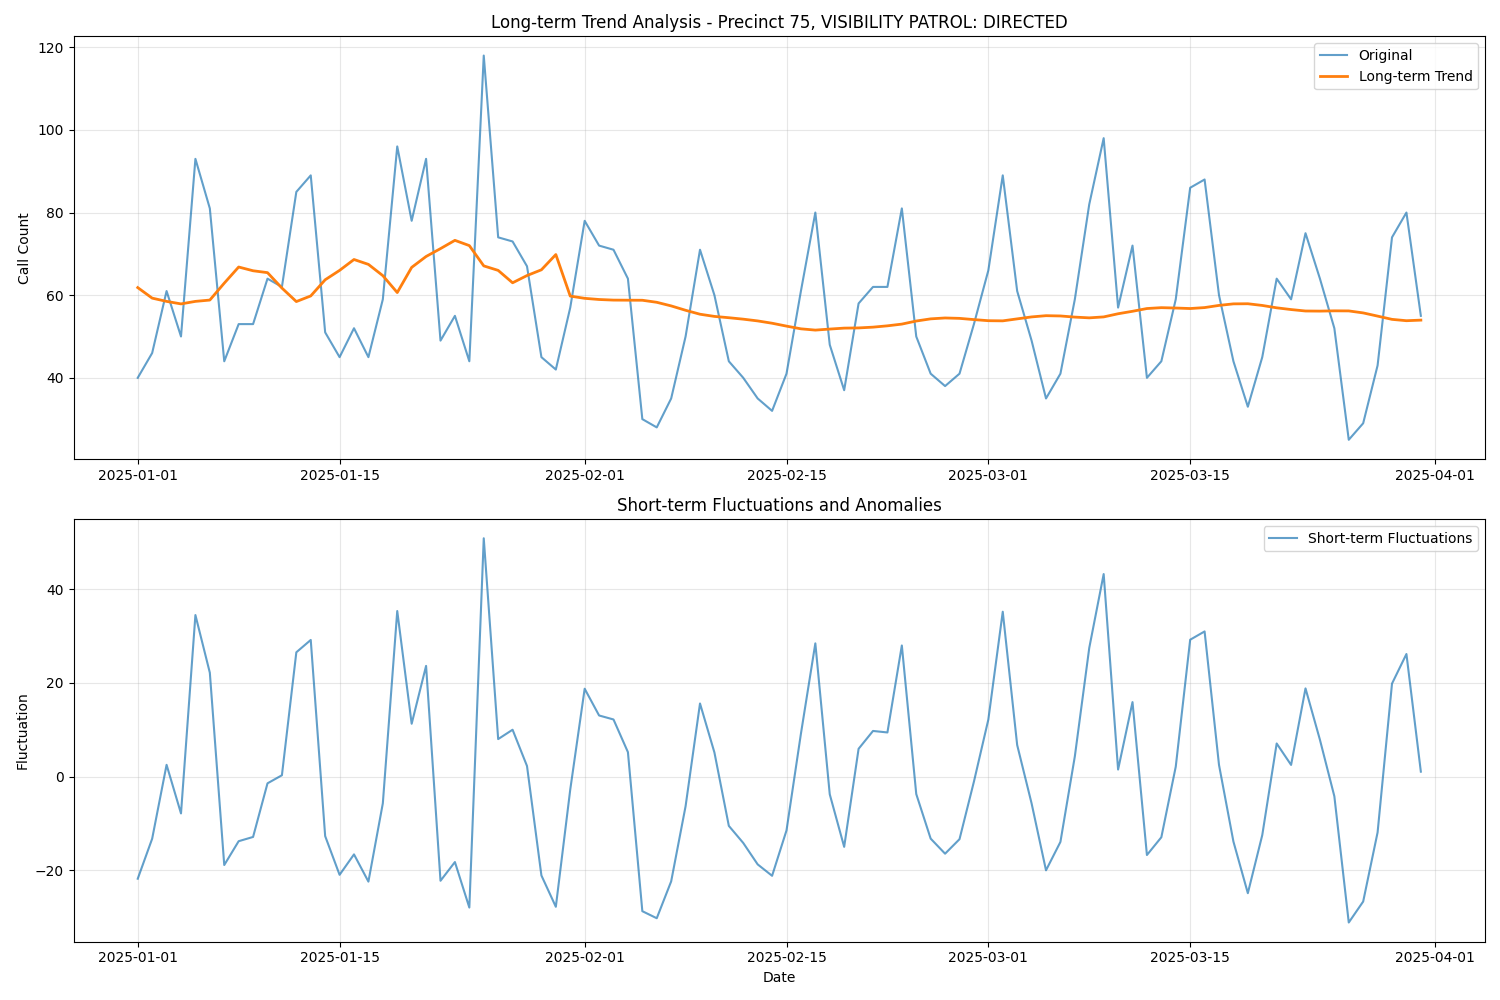 Long-term Trend Analysis - Precinct 75, VISIBILITY PATROL: DIRECTED
Original
Long-term Trend
Call Count
120
100
80
60
40
2025-01-01 2025-01-15 2025-02-01 2025-02-15 2025-03-01 2025-03-15 2025-04-01
Short-term Fluctuations and Anomalies
Short-term Fluctuations
Fluctuation
40
20
0
−20
2025-01-01 2025-01-15 2025-02-01 2025-02-15 2025-03-01 2025-03-15 2025-04-01
Date